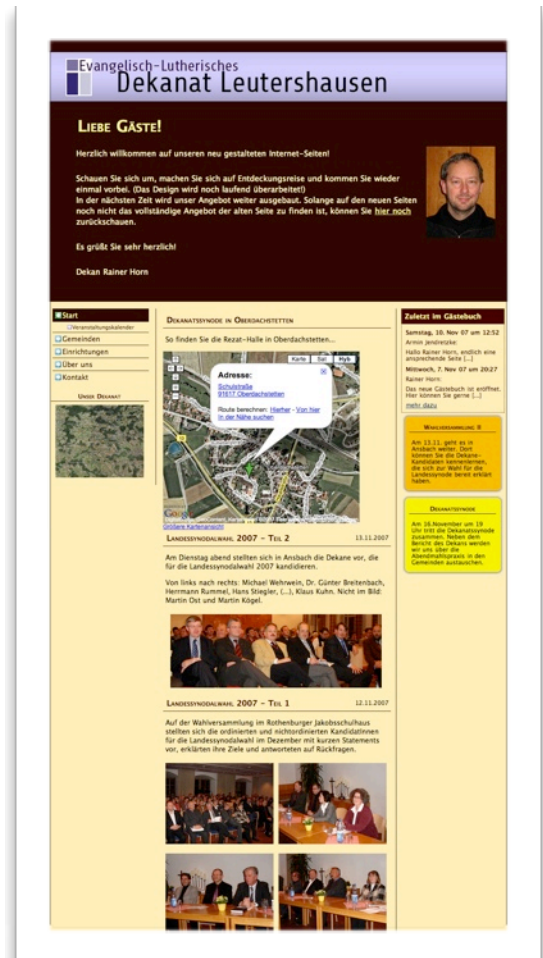 Evangelisch-Lutherisches
Dekanat Leutershausen
Liebe Gäste!
Herzlich willkommen auf unseren neu gestalteten Internet-Seiten!
Schauen Sie sich um, machen Sie sich auf Entdeckungsreise und kommen Sie wieder
einmal vorbei. (Das Design wird noch laufend überarbeitet!)
In der nächsten Zeit wird unser Angebot weiter ausgebaut. Solange auf den neuen Seiten
noch nicht das vollständige Angebot der alten Seite zu finden ist, können Sie hier noch
zurückschauen.
Es grüßt Sie sehr herzlich!
Dekan Rainer Horn
Start
Veranstaltungskalender
Gemeinden
Einrichtungen
Über uns
Kontakt
Unser Dekanat
Dekanatssynode in Oberdachstetten
So finden Sie die Rezat-Halle in Oberdachstetten...
Karte Sat Hyb
Adresse:
Schulstraße
91617 Oberdachstetten
Route berechnen: Hierher - Von hier
In der Nähe suchen
Google
Größere Kartenansicht
Landessynodalwahl 2007 - Teil 2 13.11.2007
Am Dienstag abend stellten sich in Ansbach die Dekane vor, die
für die Landessynodalwahl 2007 kandidieren.
Von links nach rechts: Michael Wehrwein, Dr. Günter Breitenbach,
Herrmann Rummel, Hans Stiegler, (...), Klaus Kuhn. Nicht im Bild:
Martin Ost und Martin Kögel.
Landessynodalwahl 2007 - Teil 1 12.11.2007
Auf der Wahlversammlung im Rothenburger Jakobsschulhaus
stellten sich die ordinierten und nichtordinierten KandidatInnen
für die Landessynodalwahl im Dezember mit kurzen Statements
vor, erklärten ihre Ziele und antworteten auf Rückfragen.
Zuletzt im Gästebuch
Samstag, 10. Nov 07 um 12:52
Armin Jendretzke:
Hallo Rainer Horn, endlich eine
ansprechende Seite [...]
Mittwoch, 7. Nov 07 um 20:27
Rainer Horn:
Das neue Gästebuch ist eröffnet.
Hier können Sie gerne [...]
mehr dazu
Wahlversammlung II
Am 13.11. geht es in
Ansbach weiter. Dort
können Sie die Dekane-
Kandidaten kennenlernen,
die sich zur Wahl für die
Landessynode bereit erklärt
haben.
Dekanatssynode
Am 16.November um 19
Uhr tritt die Dekanatssynode
zusammen. Neben dem
Bericht des Dekans werden
wir uns über die
Abendmahlspraxis in den
Gemeinden austauschen.